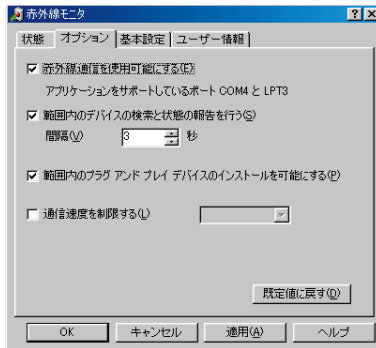 赤外線モニタ
状態 オプション 基本設定 ユーザー情報
赤外線通信を使用可能にする(E)
アプリケーションをサポートしているポート COM4 と LPT3
範囲内のデバイスの検索と状態の報告を行う(S)
間隔(V) 3 秒
範囲内のプラグ アンド プレイ デバイスのインストールを可能にする(P)
通信速度を制限する(L)
既定値に戻す(D)
OK キャンセル 適用(A) ヘルプ